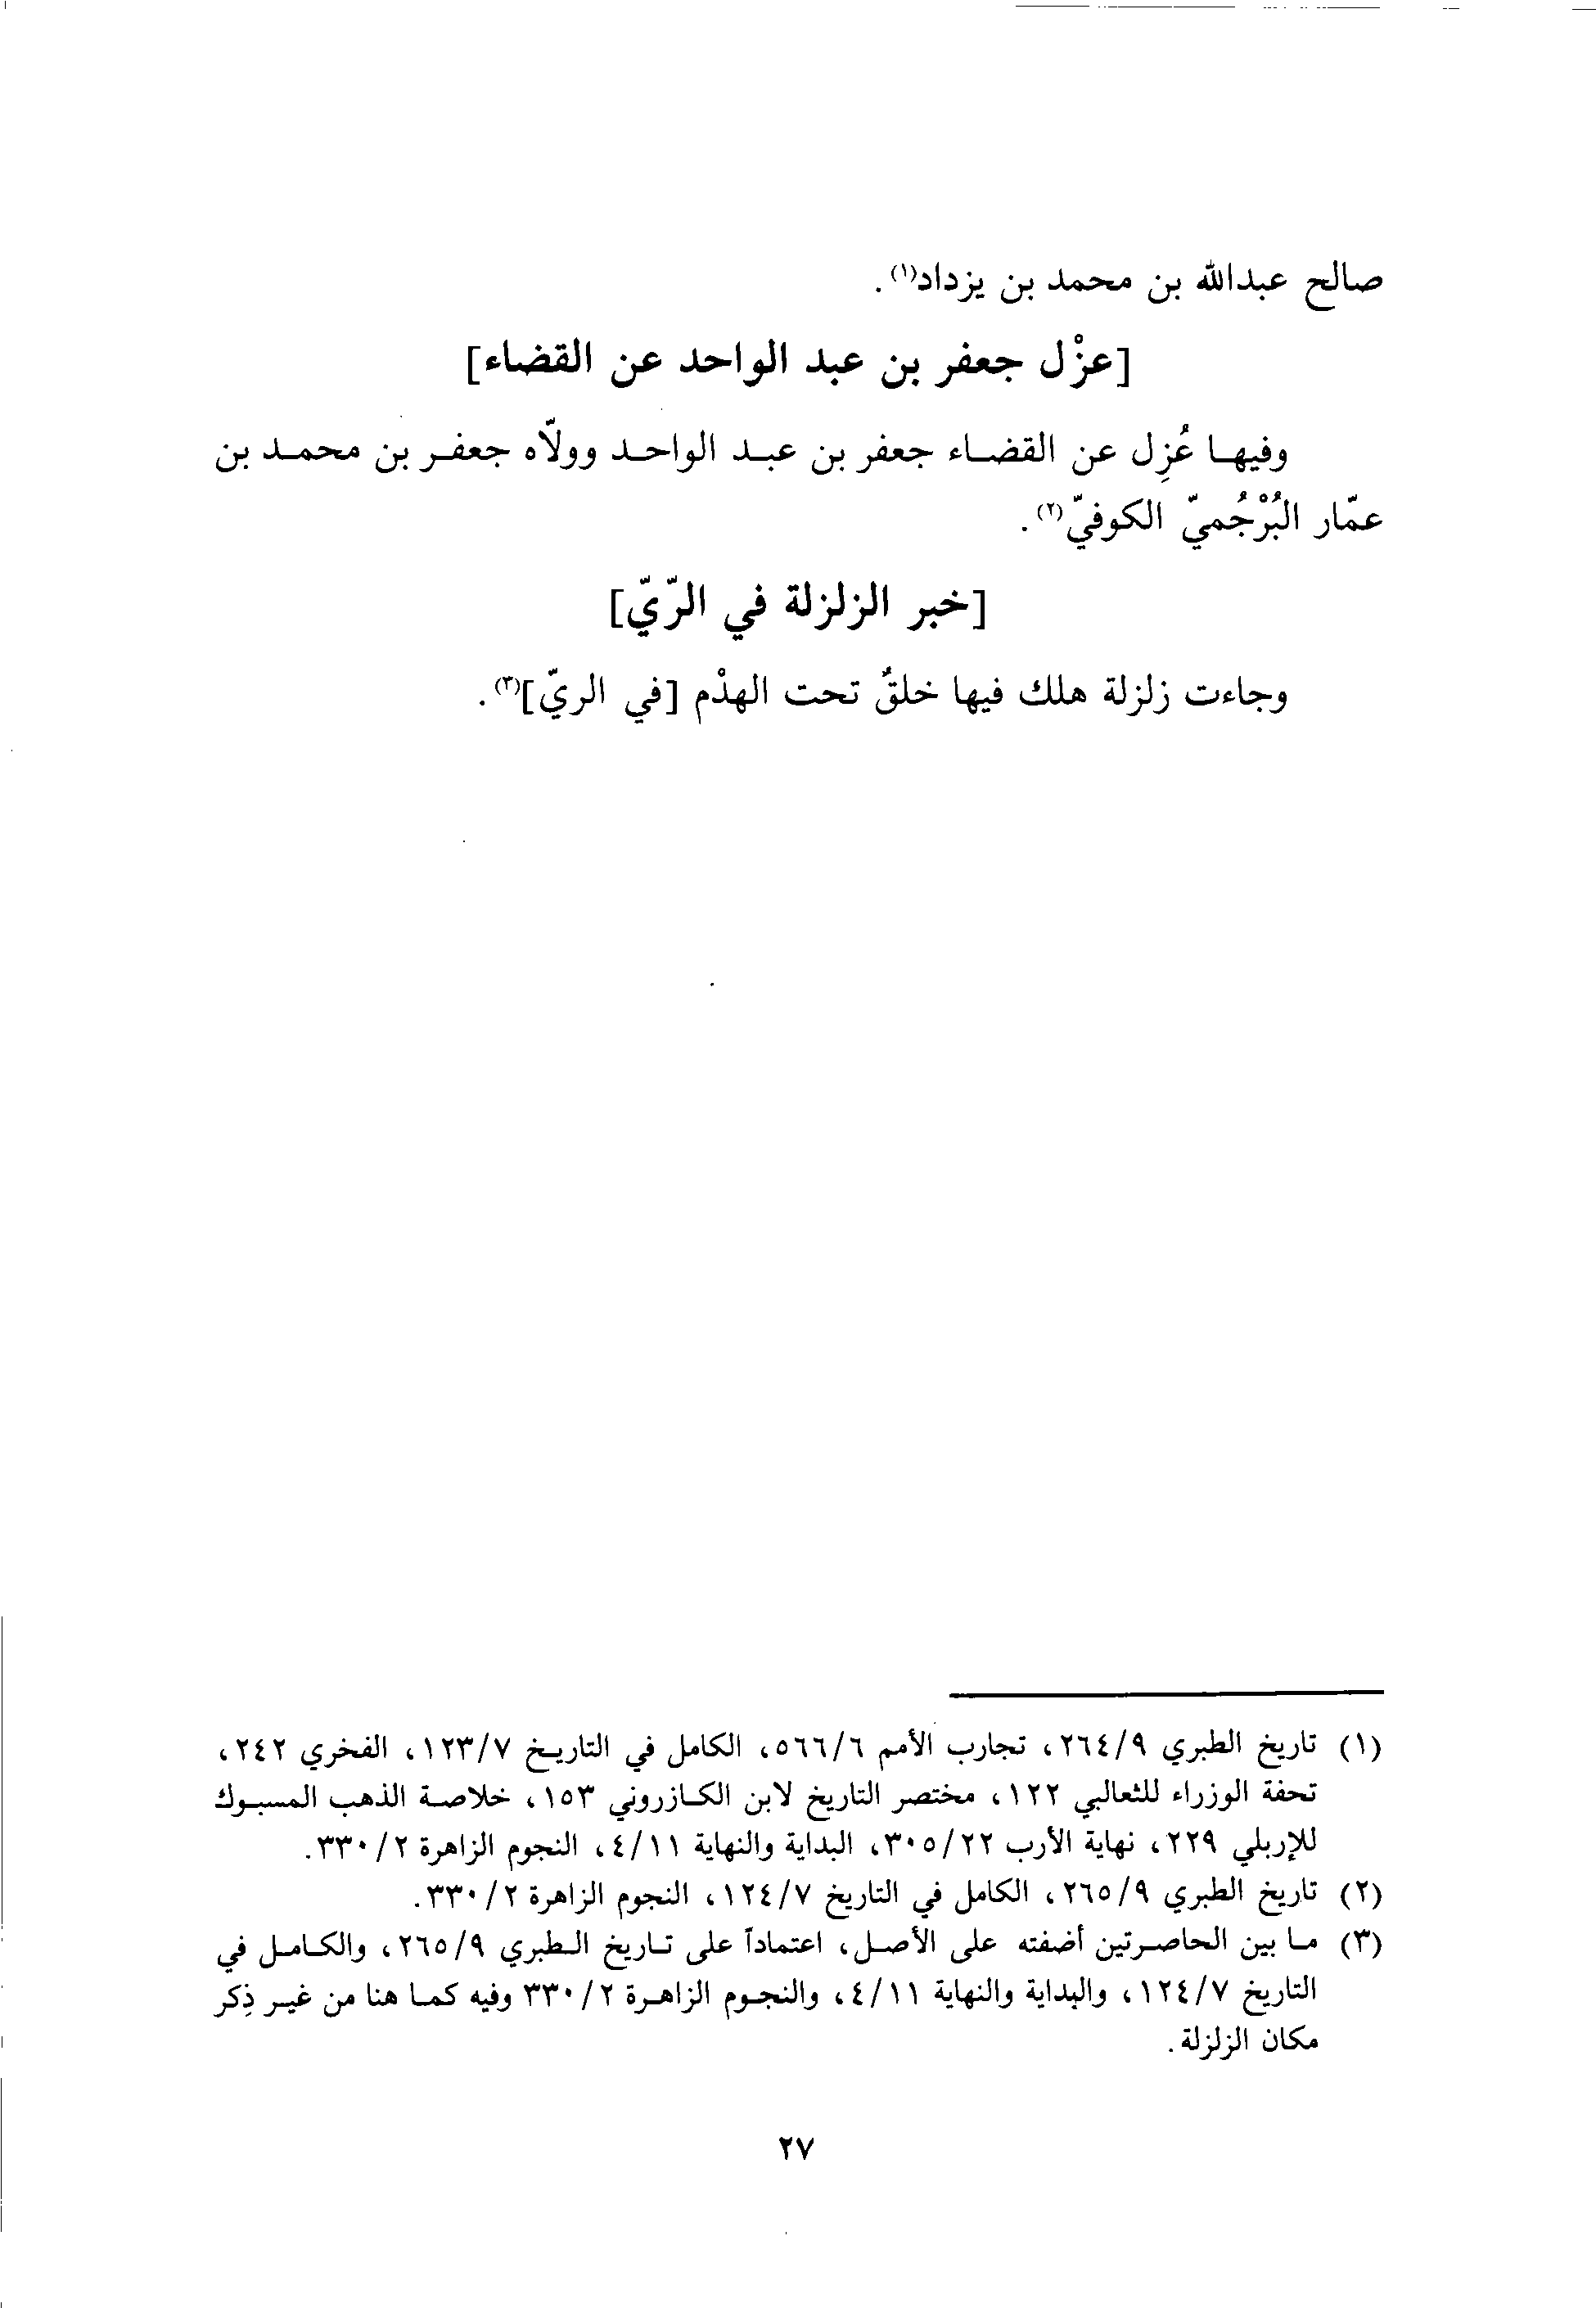 صالح عبدالله بن محمد بن يزداد(١).
[عزْل جعفر بن عبد الواحد عن القضاء]
وفيها عُزِل عن القضاء جعفر بن عبد الواحد وولاّه جعفر بن محمد بن
عمّار البُرْجُميّ الكوفيّ(٢).
[خبر الزلزلة في الرّيّ]
وجاءت زلزلة هلك فيها خلقٌ تحت الهدْم [في الريّ](٣).
(١) تاريخ الطبري ٩/ ٢٦٤، تجارب الأمم ٦/ ٥٦٦، الكامل في التاريخ ٧/ ١٢٣، الفخري ٢٤٢،
تحفة الوزراء للثعالبي ١٢٢، مختصر التاريخ لابن الكازروني ١٥٣، خلاصة الذهب المسبوك
للإربلي ٢٢٩، نهاية الأرب ٢٢/ ٣٠٥، البداية والنهاية ١١/ ٤، النجوم الزاهرة ٢/ ٣٣٠.
(٢) تاريخ الطبري ٩/ ٢٦٥، الكامل في التاريخ ٧/ ١٢٤، النجوم الزاهرة ٢/ ٣٣٠.
(٣) ما بين الحاصرتين أضفته على الأصل، اعتماداً على تاريخ الطبري ٩/ ٢٦٥، والكامل في
التاريخ ٧/ ١٢٤، والبداية والنهاية ١١/ ٤، والنجوم الزاهرة ٢/ ٣٣٠ وفيه كما هنا من غير ذِكر
مكان الزلزلة.
٢٧